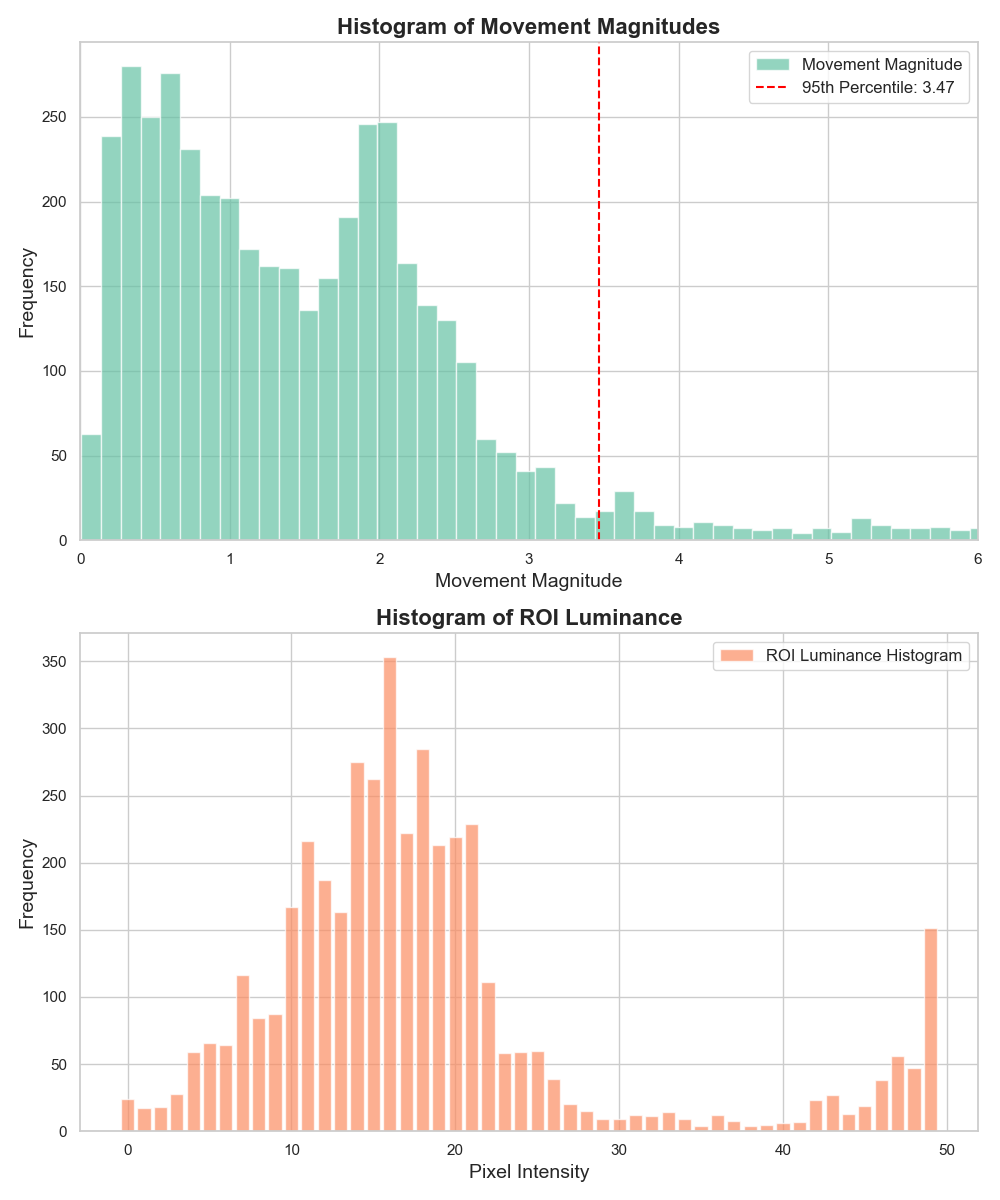 Histogram of Movement Magnitudes
Movement Magnitude
95th Percentile: 3.47
Frequency
250
200
150
100
50
0
0 1 2 3 4 5 6
Movement Magnitude
Histogram of ROI Luminance
ROI Luminance Histogram
Frequency
350
300
250
200
150
100
50
0
0 10 20 30 40 50
Pixel Intensity